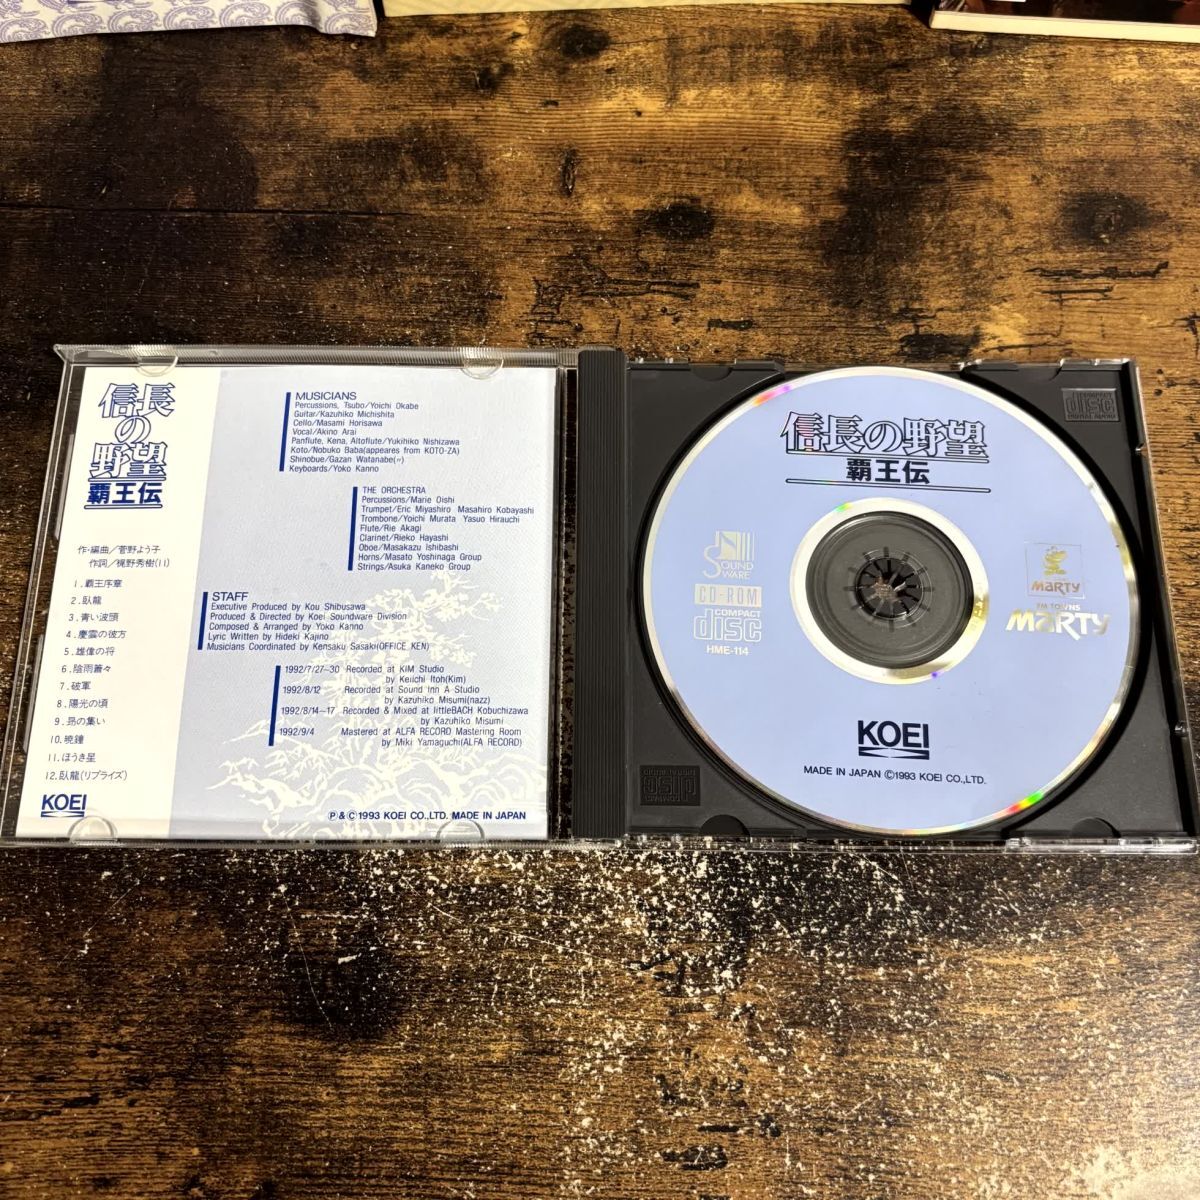 信長
の
野望
覇王伝
作・編曲／菅野よう子
作詞／梶野秀樹(11)
1. 覇王序章
2. 臥龍
3. 青い波頭
4. 慶雲の彼方
5. 雄偉の将
6. 陰雨蕭々
7. 破軍
8. 陽光の頃
9. 昴の集い
10. 暁鐘
11. ほうき星
12. 臥龍(リプライズ)
KOEI
MUSICIANS
Percussions, Tsubo/Yoichi Okabe
Guitar/Kazuhiko Michishita
Cello/Masami Horisawa
Vocal/Akino Arai
Panflute, Kena, Altoflute/Yukihiko Nishizawa
Koto/Nobuko Baba(appeares from KOTO-ZA)
Shinobue/Gazan Watanabe(〃)
Keyboards/Yoko Kanno
THE ORCHESTRA
Percussions/Marie Oishi
Trumpet/Eric Miyashiro Masahiro Kobayashi
Trombone/Yoichi Murata Yasuo Hirauchi
Flute/Rie Akagi
Clarinet/Rieko Hayashi
Oboe/Masakazu Ishibashi
Horns/Masato Yoshinaga Group
Strings/Asuka Kaneko Group
STAFF
Executive Produced by Kou Shibusawa
Produced & Directed by Koei Soundware Division
Composed & Arranged by Yoko Kanno
Lyric Written by Hideki Kajino
Musicians Coordinated by Kensaku Sasaki(OFFICE KEN)
1992/7/27~30 Recorded at KIM Studio
by Keiichi Itoh(Kim)
1992/8/12 Recorded at Sound Inn A Studio
by Kazuhiko Misumi(nazz)
1992/8/14~17 Recorded & Mixed at littleBACH Kobuchizawa
by Kazuhiko Misumi
1992/9/4 Mastered at ALFA RECORD Mastering Room
by Miki Yamaguchi(ALFA RECORD)
Ⓟ & Ⓒ 1993 KOEI CO.,LTD. MADE IN JAPAN
信長の野望
覇王伝
SOUND
WARE
CD-ROM
COMPACT
disc
HME-114
MARTY
FM TOWNS
MARTY
KOEI
MADE IN JAPAN Ⓒ1993 KOEI CO.,LTD.
COMPACT
disc
DIGITAL AUDIO
COMPACT
disc
DIGITAL AUDIO